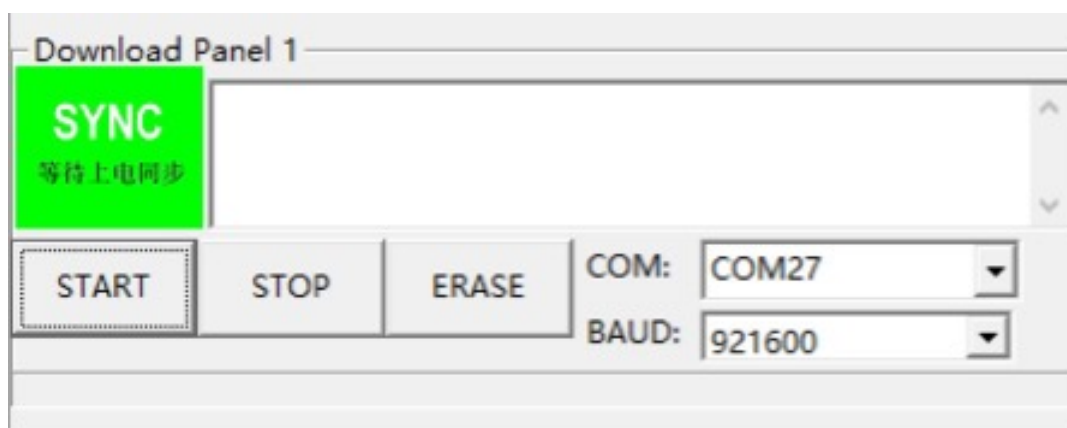 Download Panel 1
SYNC
等待上电同步
START STOP ERASE COM: COM27
BAUD: 921600